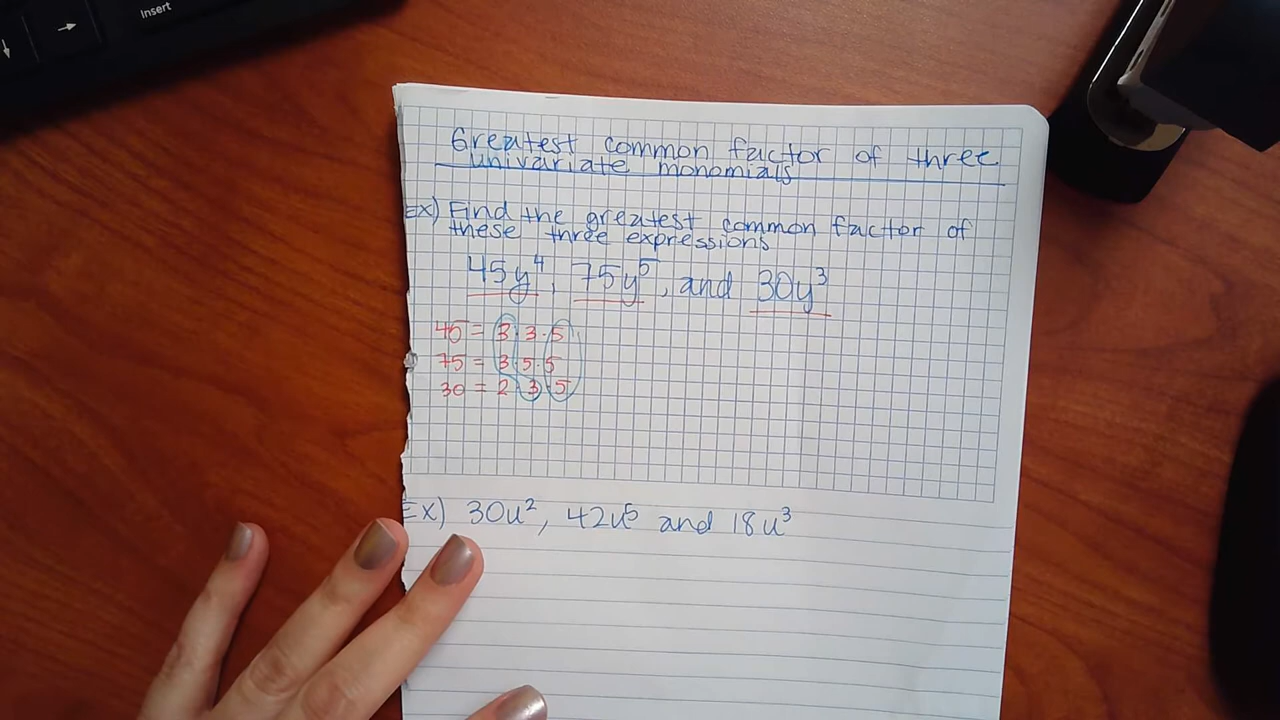 Insert
Greatest common factor of three
univariate monomials
Ex) Find the greatest common factor of
these three expressions
45y⁴, 75y⁵, and 30y³
45 = 3·3·5
75 = 3·5·5
30 = 2·3·5
Ex) 30u², 42u⁵ and 18u³